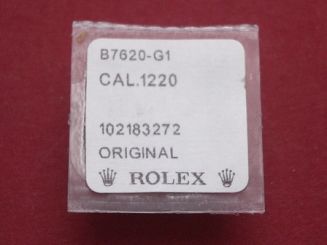 B7620-G1
CAL.1220
102183272
ORIGINAL
ROLEX